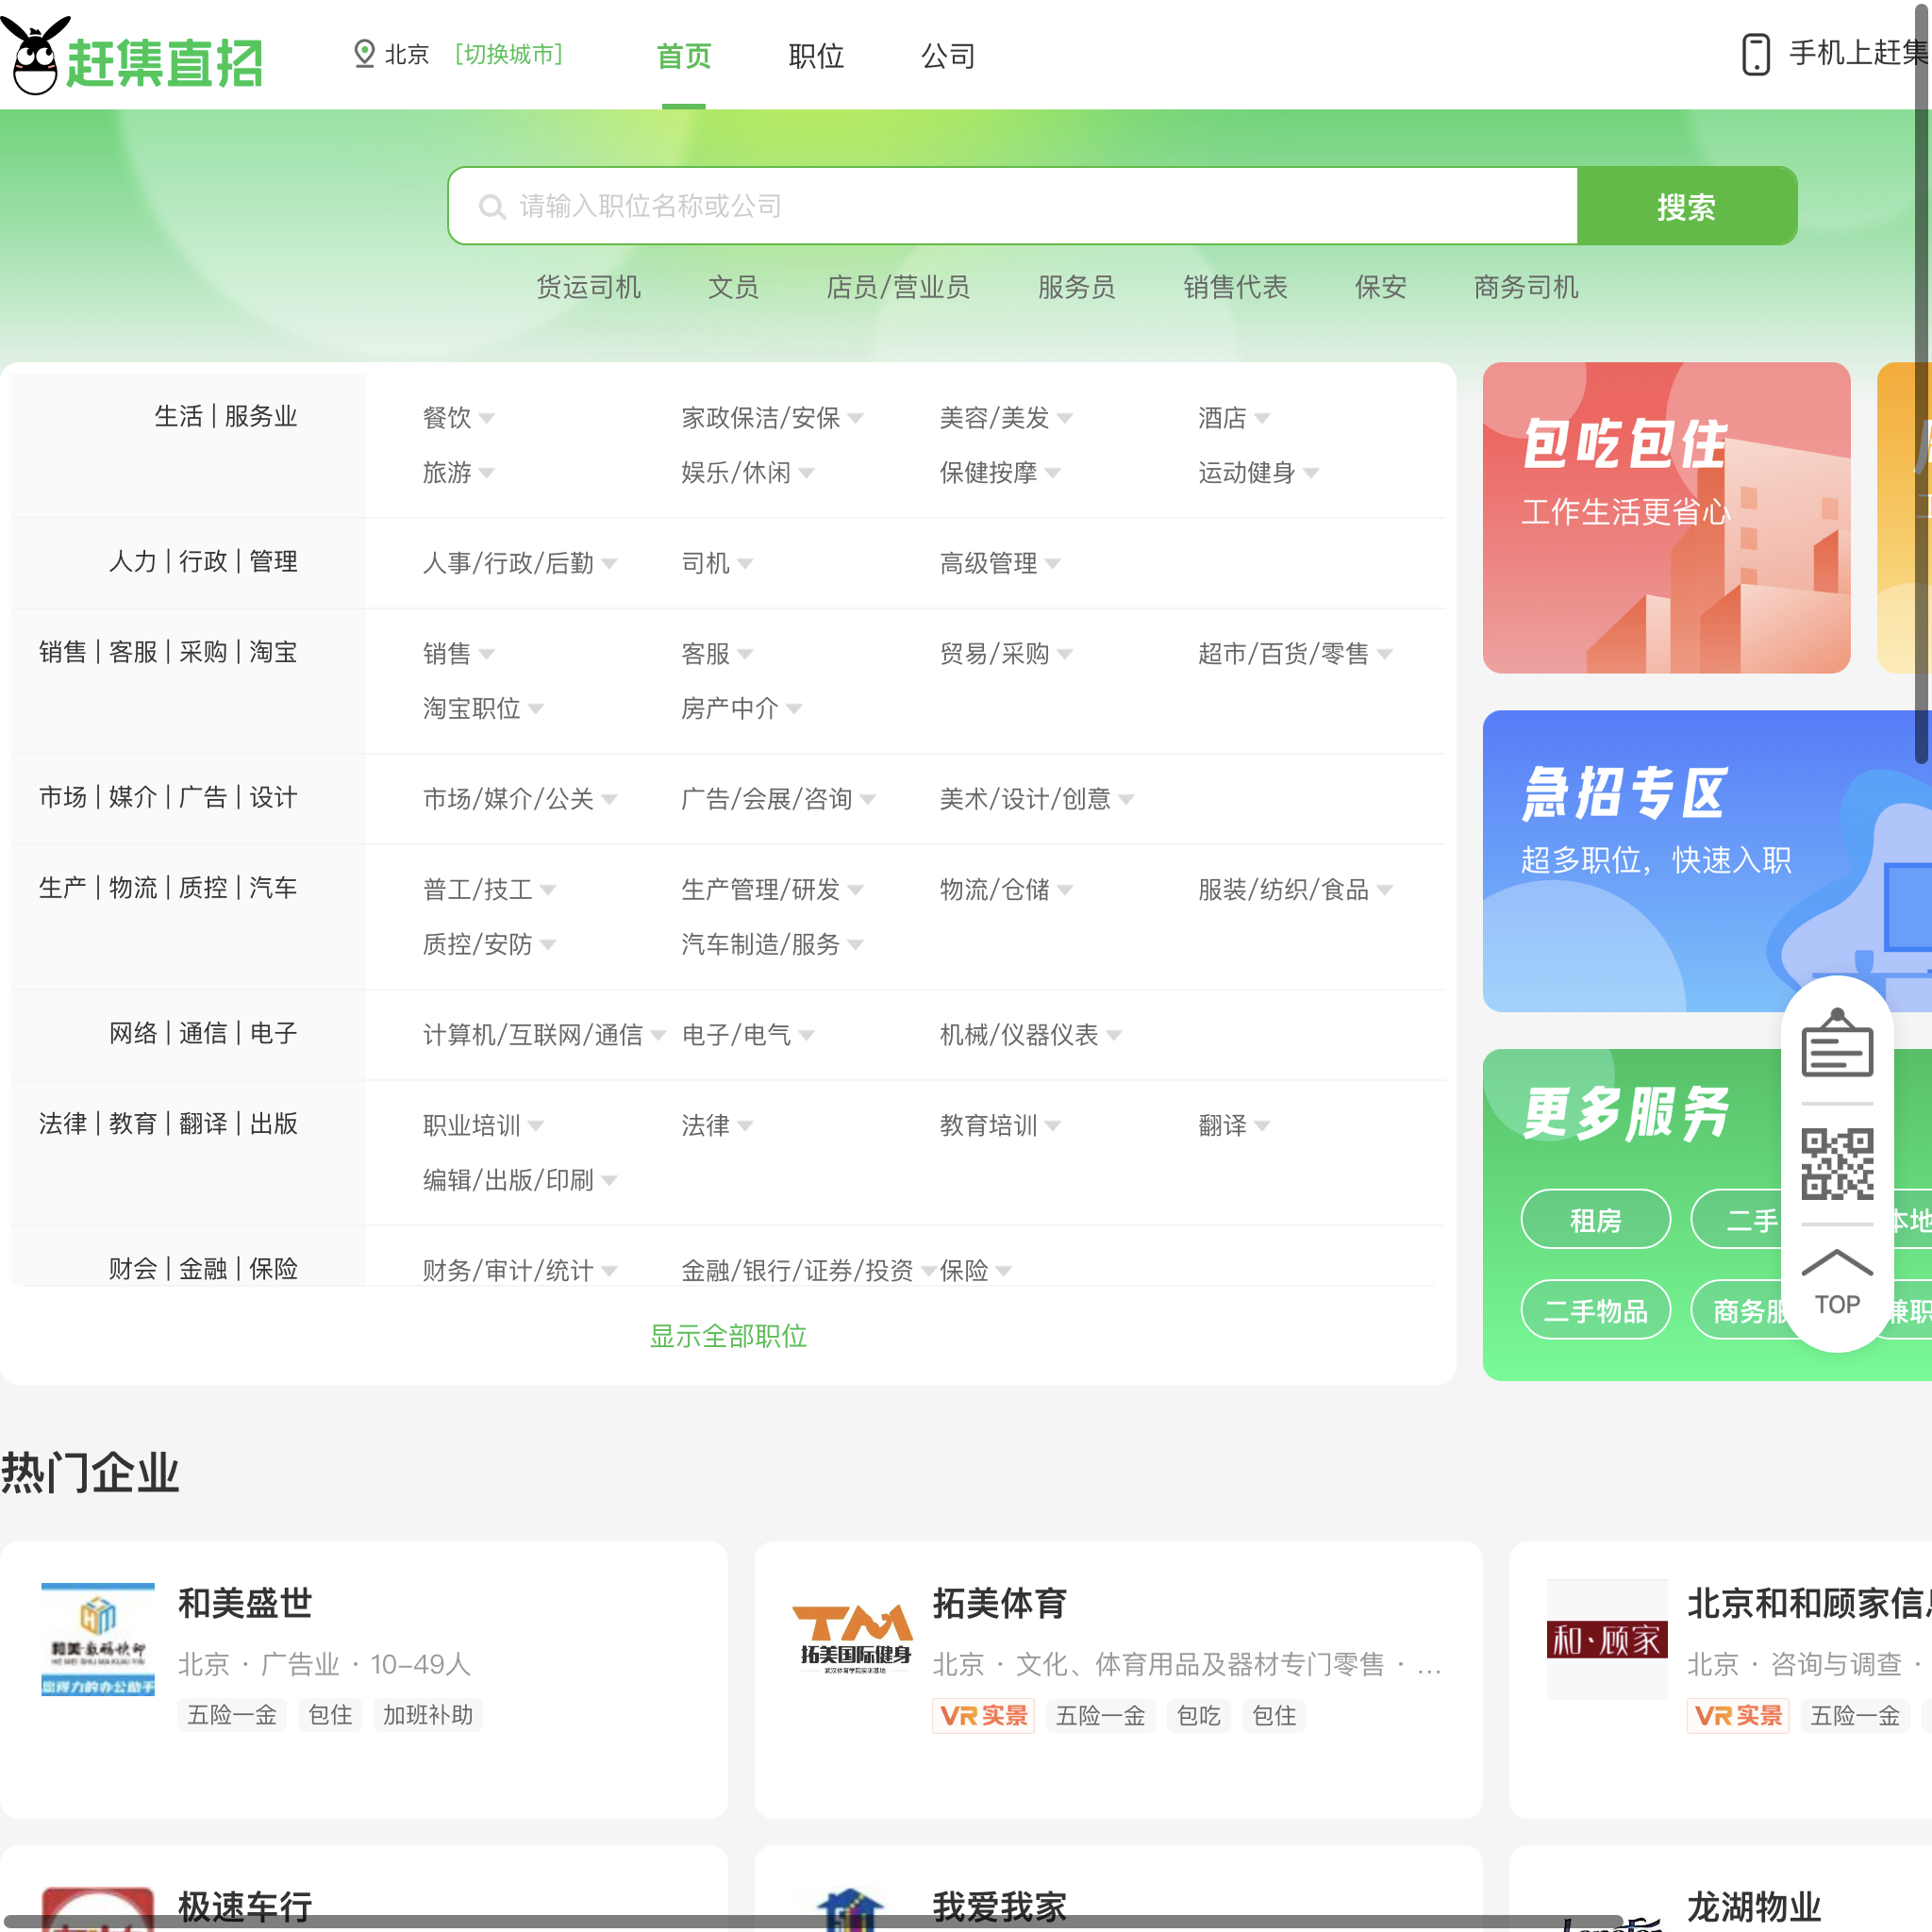 赶集直招
北京 [切换城市] 首页 职位 公司 手机上赶集
请输入职位名称或公司 搜索
货运司机 文员 店员/营业员 服务员 销售代表 保安 商务司机
生活 | 服务业 餐饮 家政保洁/安保 美容/美发 酒店
旅游 娱乐/休闲 保健按摩 运动健身
人力 | 行政 | 管理 人事/行政/后勤 司机 高级管理
销售 | 客服 | 采购 | 淘宝 销售 客服 贸易/采购 超市/百货/零售
淘宝职位 房产中介
市场 | 媒介 | 广告 | 设计 市场/媒介/公关 广告/会展/咨询 美术/设计/创意
生产 | 物流 | 质控 | 汽车 普工/技工 生产管理/研发 物流/仓储 服装/纺织/食品
质控/安防 汽车制造/服务
网络 | 通信 | 电子 计算机/互联网/通信 电子/电气 机械/仪器仪表
法律 | 教育 | 翻译 | 出版 职业培训 法律 教育培训 翻译
编辑/出版/印刷
财会 | 金融 | 保险 财务/审计/统计 金融/银行/证券/投资 保险
显示全部职位
包吃包住
工作生活更省心
急招专区
超多职位，快速入职
更多服务
租房 二手 本地
二手物品 商务服 兼职
TOP
热门企业
和美盛世
北京 · 广告业 · 10-49人
五险一金 包住 加班补助
拓美国际健身
拓美体育
北京 · 文化、体育用品及器材专门零售 · ...
VR实景 五险一金 包吃 包住
和·顾家
北京和和顾家信息
北京 · 咨询与调查 ·
VR实景 五险一金
极速车行
我爱我家
龙湖物业